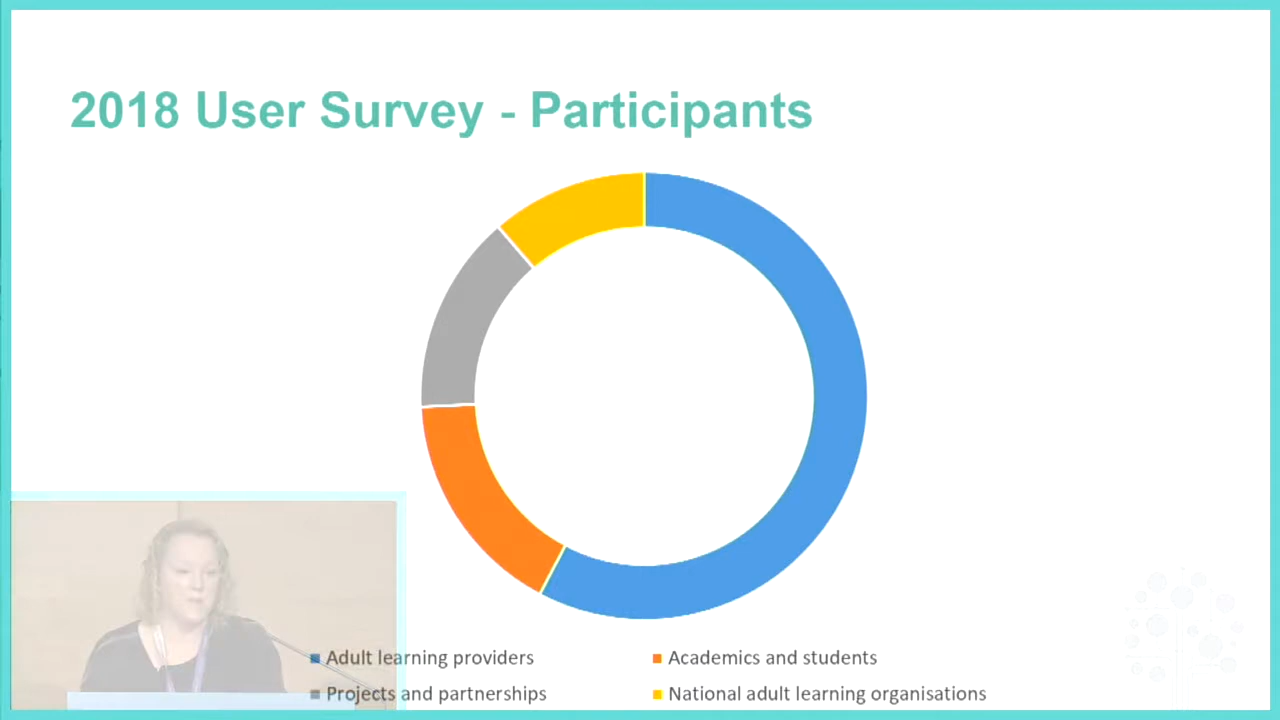 2018 User Survey - Participants
Adult learning providers
Academics and students
Projects and partnerships
National adult learning organisations